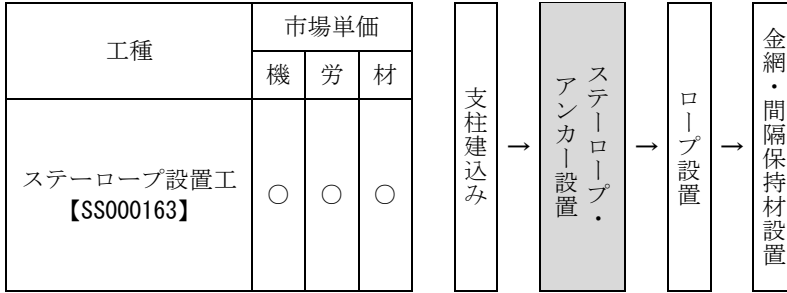 工種
市場単価
機 労 材
ステーロープ設置工
【SS000163】
○ ○ ○
支柱建込み
→
ステーロープ・
アンカー設置
→
ロープ設置
→
金網・間隔保持材設置